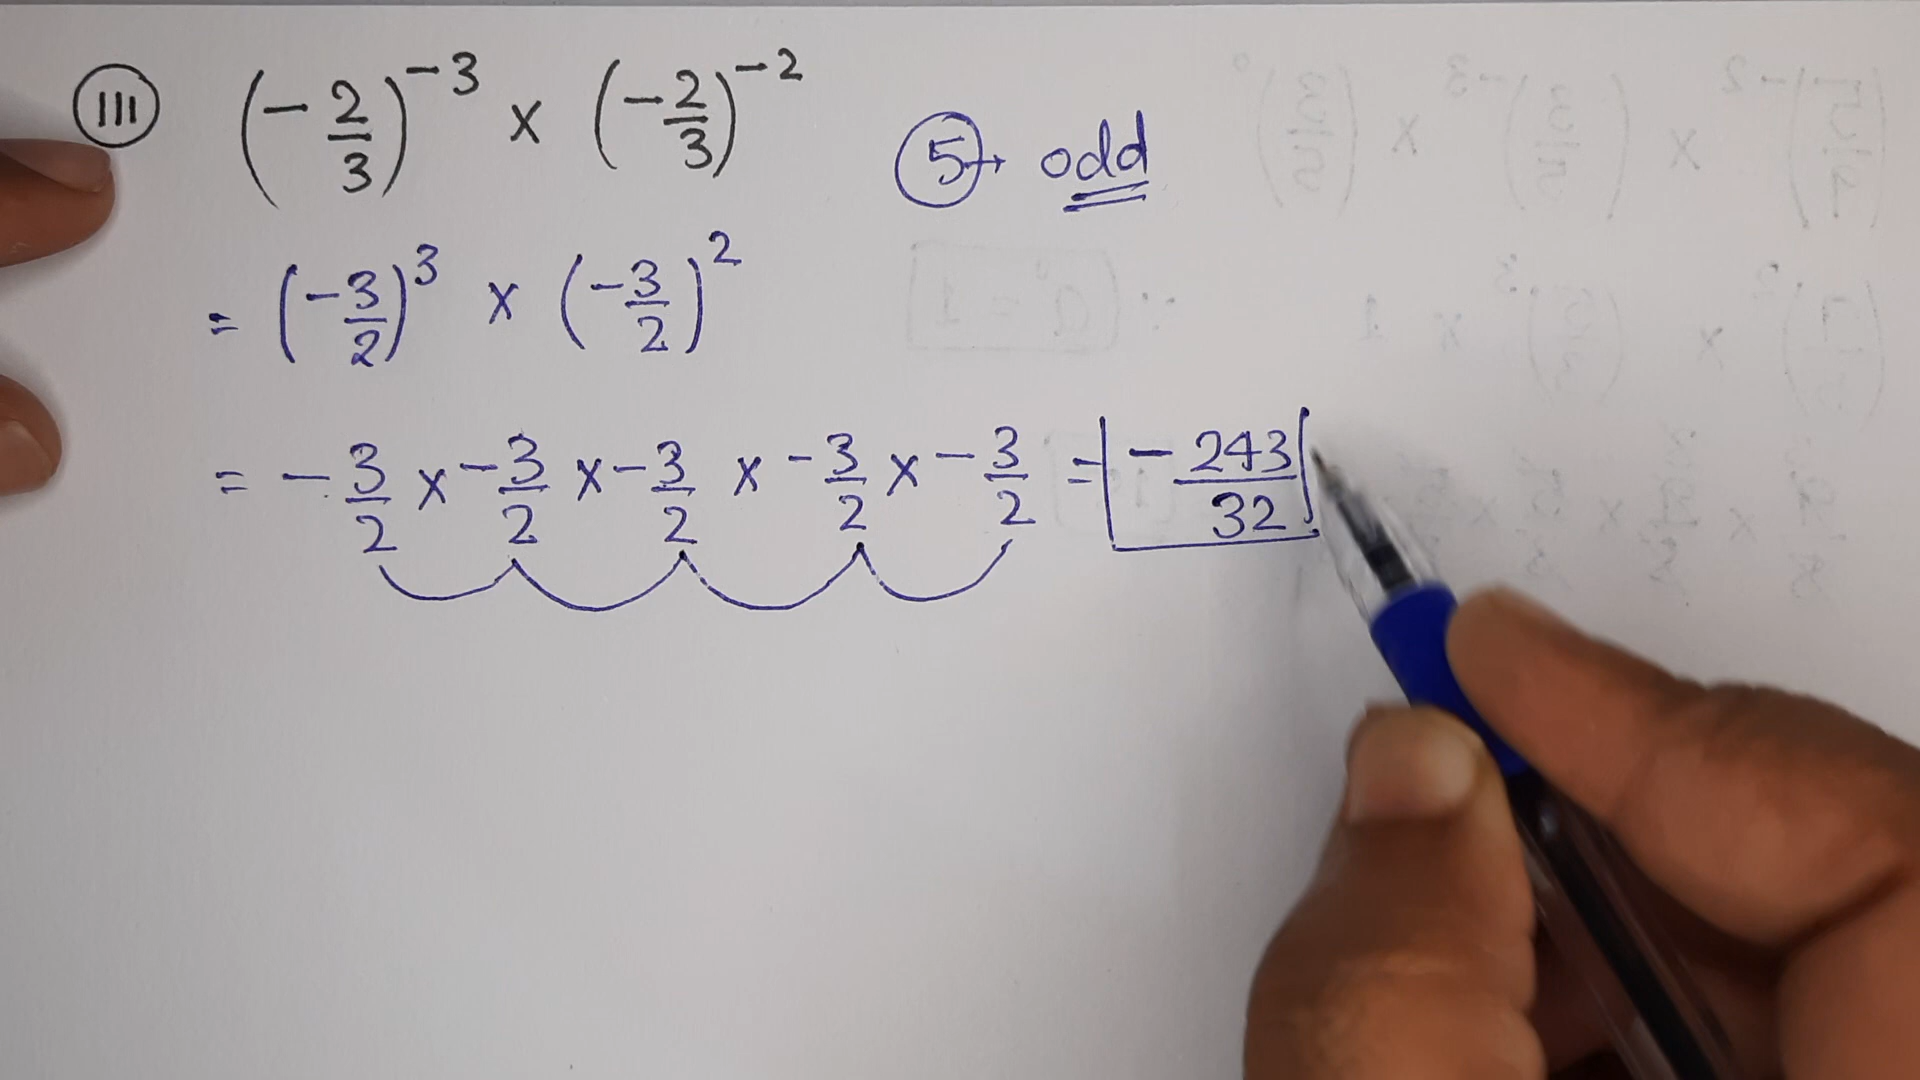 (iii) (-2/3)^-3 × (-2/3)^-2
5 → odd
= (-3/2)^3 × (-3/2)^2
= -3/2 × -3/2 × -3/2 × -3/2 × -3/2 = -243/32